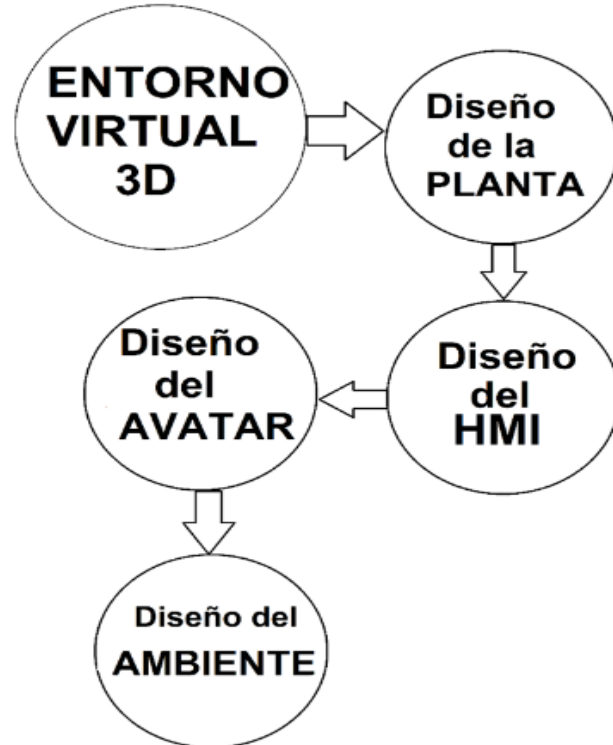 ENTORNO
VIRTUAL
3D
Diseño
de la
PLANTA
Diseño
del
HMI
Diseño
del
AVATAR
Diseño del
AMBIENTE